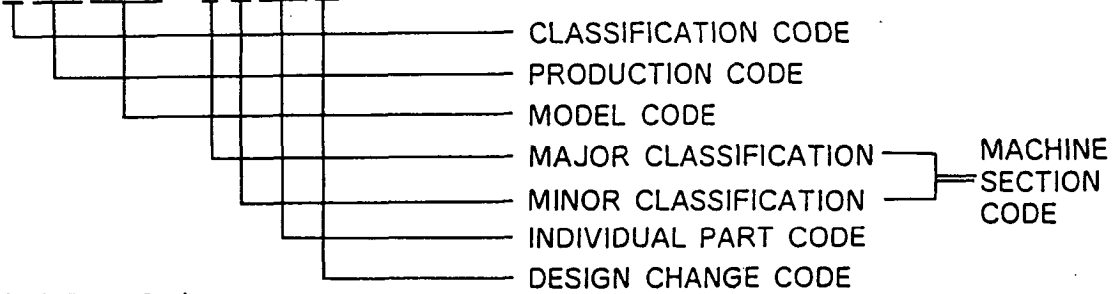 CLASSIFICATION CODE
PRODUCTION CODE
MODEL CODE
MAJOR CLASSIFICATION
MINOR CLASSIFICATION
MACHINE
SECTION
CODE
INDIVIDUAL PART CODE
DESIGN CHANGE CODE